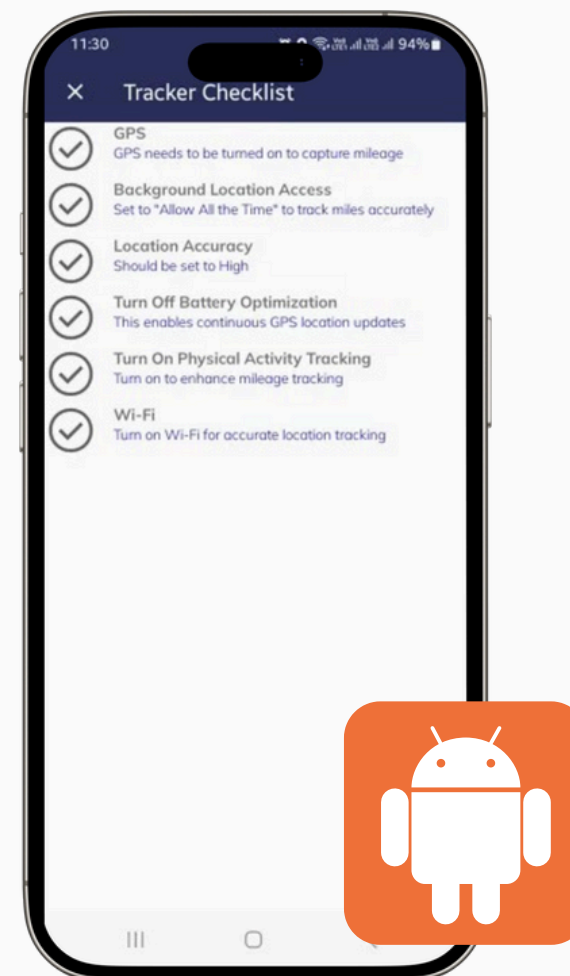 11:30 94%
Tracker Checklist
GPS
GPS needs to be turned on to capture mileage
Background Location Access
Set to "Allow All the Time" to track miles accurately
Location Accuracy
Should be set to High
Turn Off Battery Optimization
This enables continuous GPS location updates
Turn On Physical Activity Tracking
Turn on to enhance mileage tracking
Wi-Fi
Turn on Wi-Fi for accurate location tracking